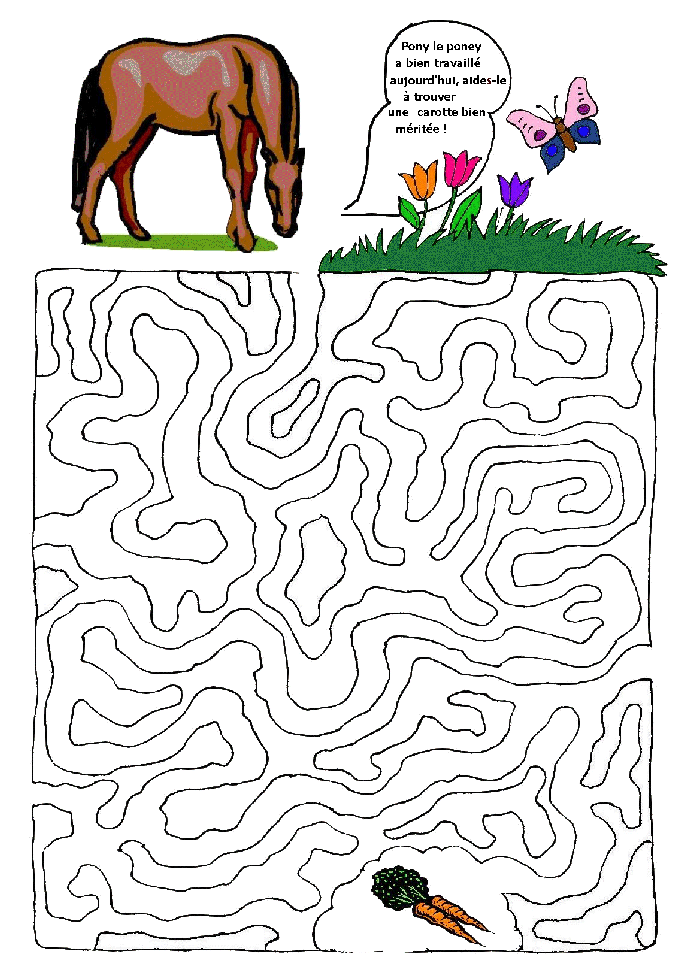 Pony le poney
a bien travaillé
aujourd'hui, aides-le
à trouver
une carotte bien
méritée !